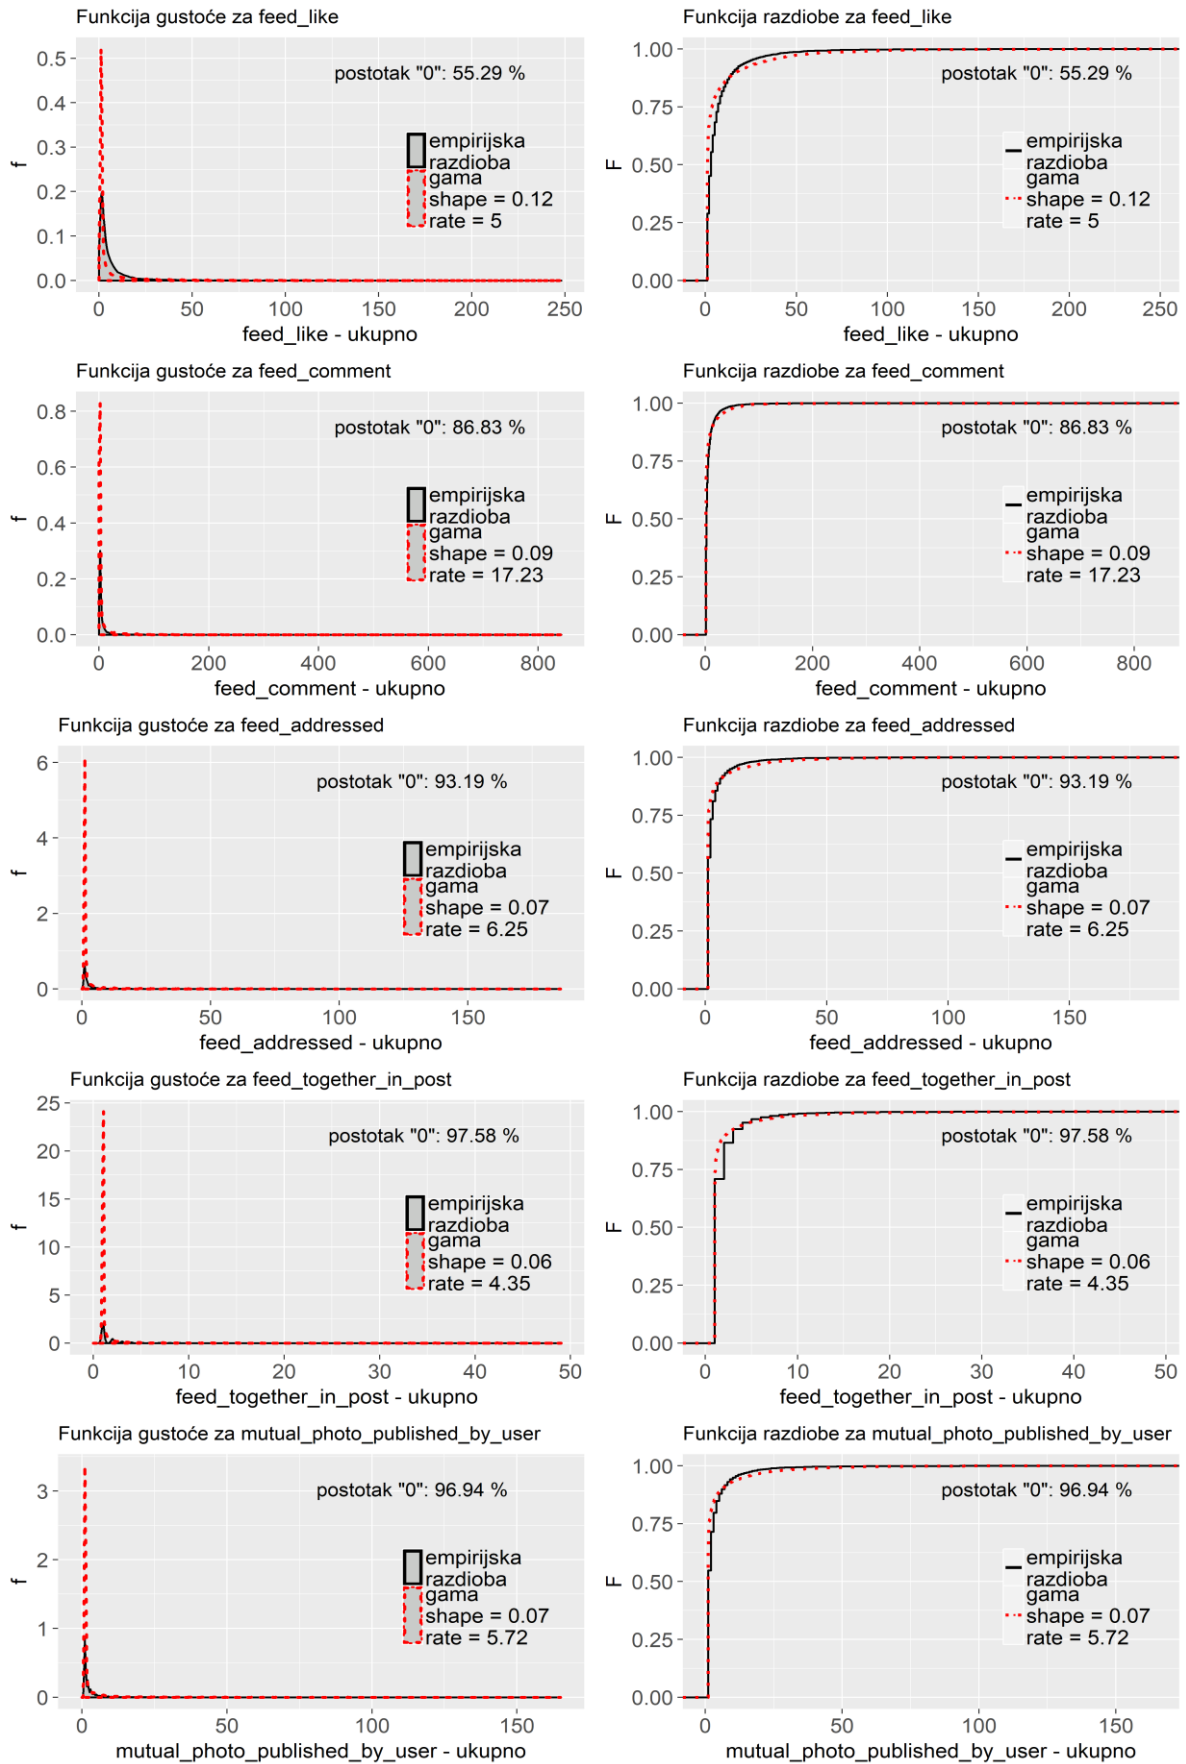 Funkcija gustoće za feed_like
0.5
0.4
0.3
0.2
0.1
0.0
f
postotak "0": 55.29 %
empirijska
razdioba
gama
shape = 0.12
rate = 5
0 50 100 150 200 250
feed_like - ukupno
Funkcija razdiobe za feed_like
1.00
0.75
0.50
0.25
0.00
F
postotak "0": 55.29 %
empirijska
razdioba
gama
shape = 0.12
rate = 5
0 50 100 150 200 250
feed_like - ukupno
Funkcija gustoće za feed_comment
0.8
0.6
0.4
0.2
0.0
f
postotak "0": 86.83 %
empirijska
razdioba
gama
shape = 0.09
rate = 17.23
0 200 400 600 800
feed_comment - ukupno
Funkcija razdiobe za feed_comment
1.00
0.75
0.50
0.25
0.00
F
postotak "0": 86.83 %
empirijska
razdioba
gama
shape = 0.09
rate = 17.23
0 200 400 600 800
feed_comment - ukupno
Funkcija gustoće za feed_addressed
6
4
2
0
f
postotak "0": 93.19 %
empirijska
razdioba
gama
shape = 0.07
rate = 6.25
0 50 100 150
feed_addressed - ukupno
Funkcija razdiobe za feed_addressed
1.00
0.75
0.50
0.25
0.00
F
postotak "0": 93.19 %
empirijska
razdioba
gama
shape = 0.07
rate = 6.25
0 50 100 150
feed_addressed - ukupno
Funkcija gustoće za feed_together_in_post
25
20
15
10
5
0
f
postotak "0": 97.58 %
empirijska
razdioba
gama
shape = 0.06
rate = 4.35
0 10 20 30 40 50
feed_together_in_post - ukupno
Funkcija razdiobe za feed_together_in_post
1.00
0.75
0.50
0.25
0.00
F
postotak "0": 97.58 %
empirijska
razdioba
gama
shape = 0.06
rate = 4.35
0 10 20 30 40 50
feed_together_in_post - ukupno
Funkcija gustoće za mutual_photo_published_by_user
3
2
1
0
f
postotak "0": 96.94 %
empirijska
razdioba
gama
shape = 0.07
rate = 5.72
0 50 100 150
mutual_photo_published_by_user - ukupno
Funkcija razdiobe za mutual_photo_published_by_user
1.00
0.75
0.50
0.25
0.00
F
postotak "0": 96.94 %
empirijska
razdioba
gama
shape = 0.07
rate = 5.72
0 50 100 150
mutual_photo_published_by_user - ukupno